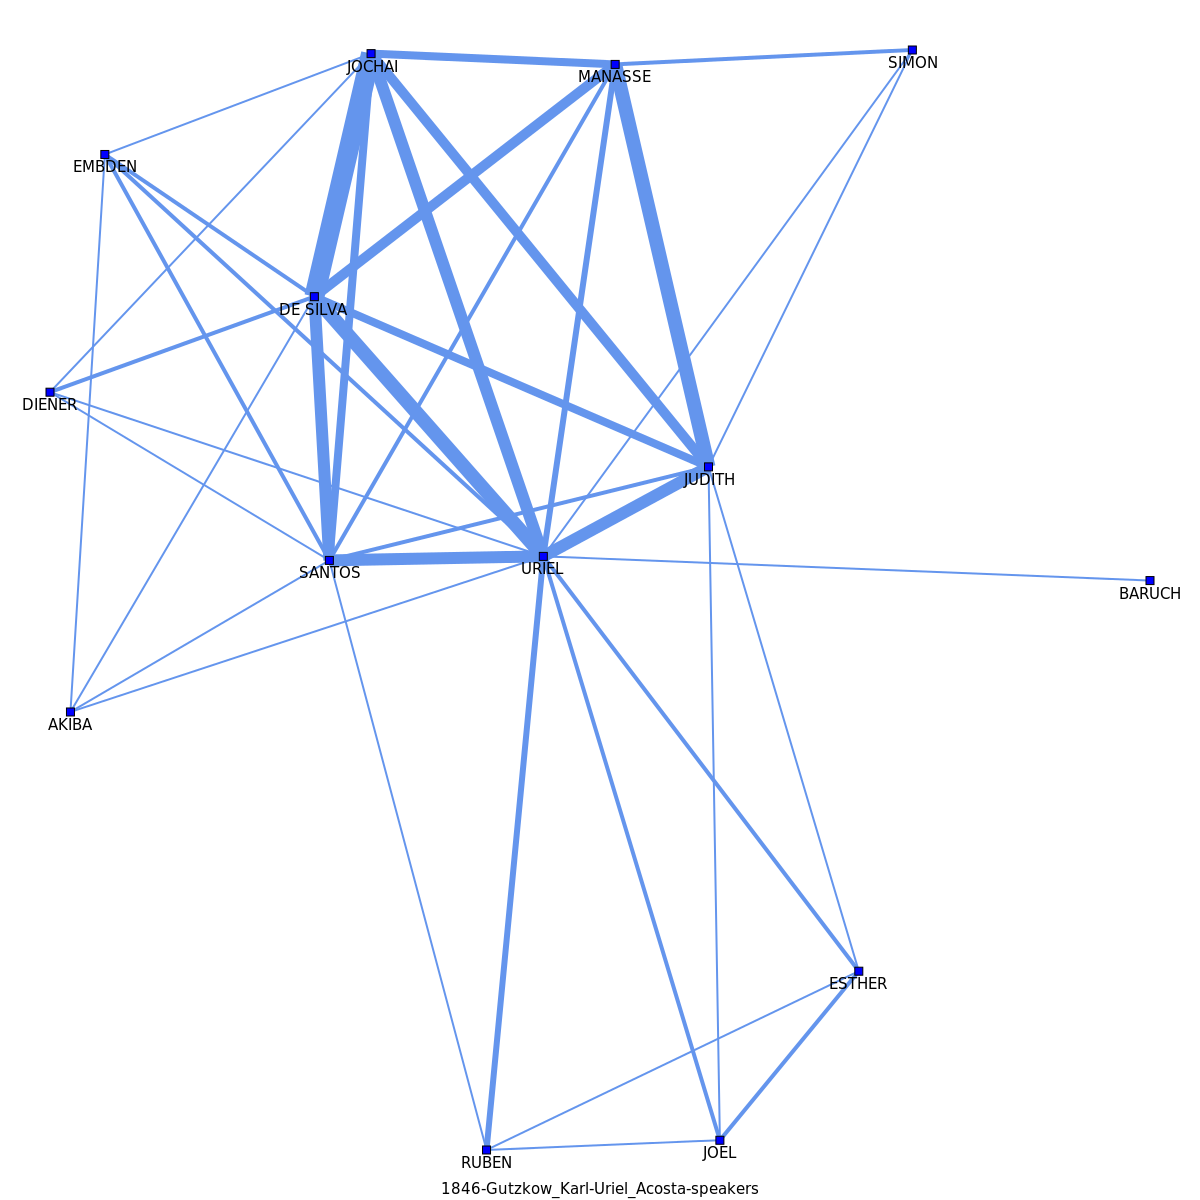 SIMON
JOCHAI
MANASSE
EMBDEN
DE SILVA
DIENER
JUDITH
SANTOS
URIEL
BARUCH
AKIBA
ESTHER
JOEL
RUBEN
1846-Gutzkow_Karl-Uriel_Acosta-speakers